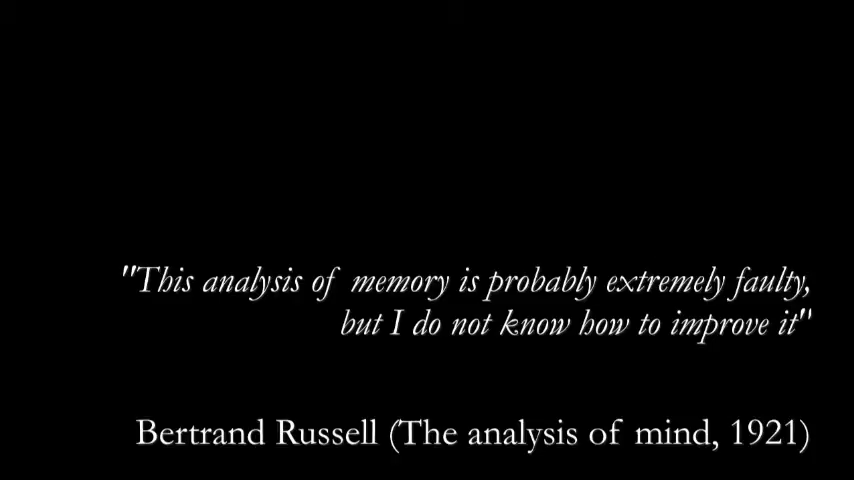 "This analysis of memory is probably extremely faulty,
but I do not know how to improve it"
Bertrand Russell (The analysis of mind, 1921)